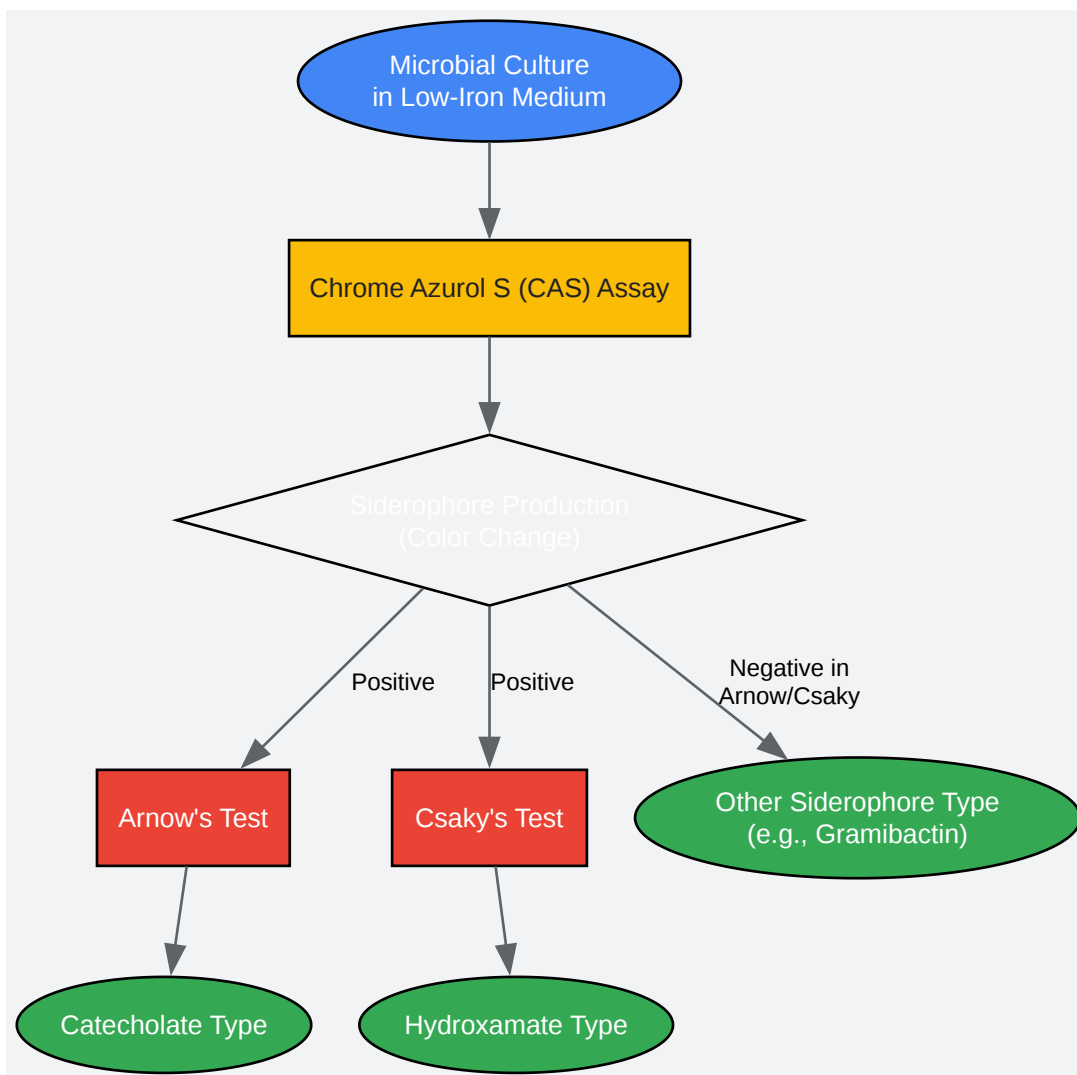 Microbial Culture
in Low-Iron Medium
Chrome Azurol S (CAS) Assay
Siderophore Production
(Color Change)
Positive
Positive
Negative in
Arnow/Csaky
Arnow's Test
Csaky's Test
Other Siderophore Type
(e.g., Gramibactin)
Catecholate Type
Hydroxamate Type